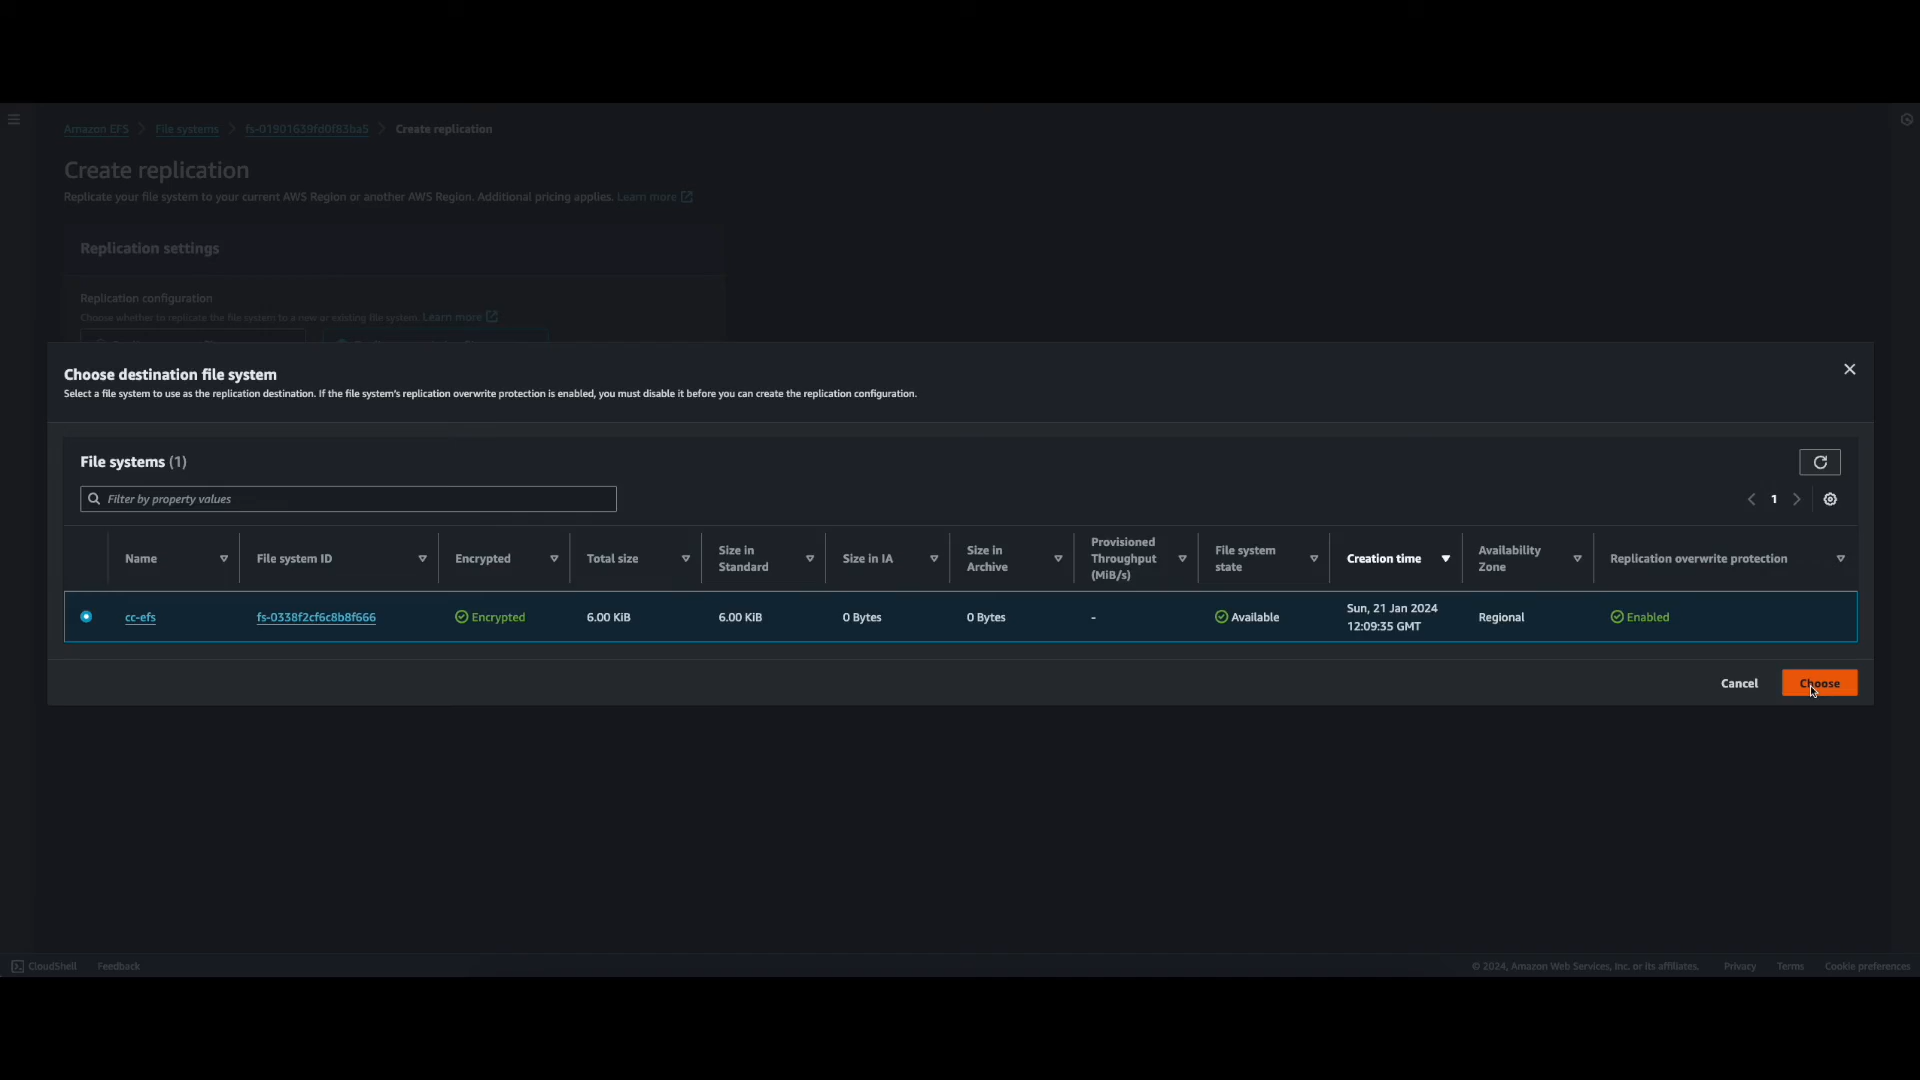 Amazon EFS > File systems > fs-01901639fd0f83ba5 > Create replication
Create replication
Replicate your file system to your current AWS Region or another AWS Region. Additional pricing applies. Learn more
Replication settings
Replication configuration
Choose whether to replicate the file system to a new or existing file system. Learn more
Choose destination file system
Select a file system to use as the replication destination. If the file system's replication overwrite protection is enabled, you must disable it before you can create the replication configuration.
File systems (1)
Filter by property values
1
Name File system ID Encrypted Total size Size in Standard Size in IA Size in Archive Provisioned Throughput (MiB/s) File system state Creation time Availability Zone Replication overwrite protection
cc-efs fs-0338f2cf6c8b8f666 Encrypted 6.00 KiB 6.00 KiB 0 Bytes 0 Bytes - Available Sun, 21 Jan 2024 12:09:35 GMT Regional Enabled
Cancel Choose
CloudShell Feedback © 2024, Amazon Web Services, Inc. or its affiliates. Privacy Terms Cookie preferences